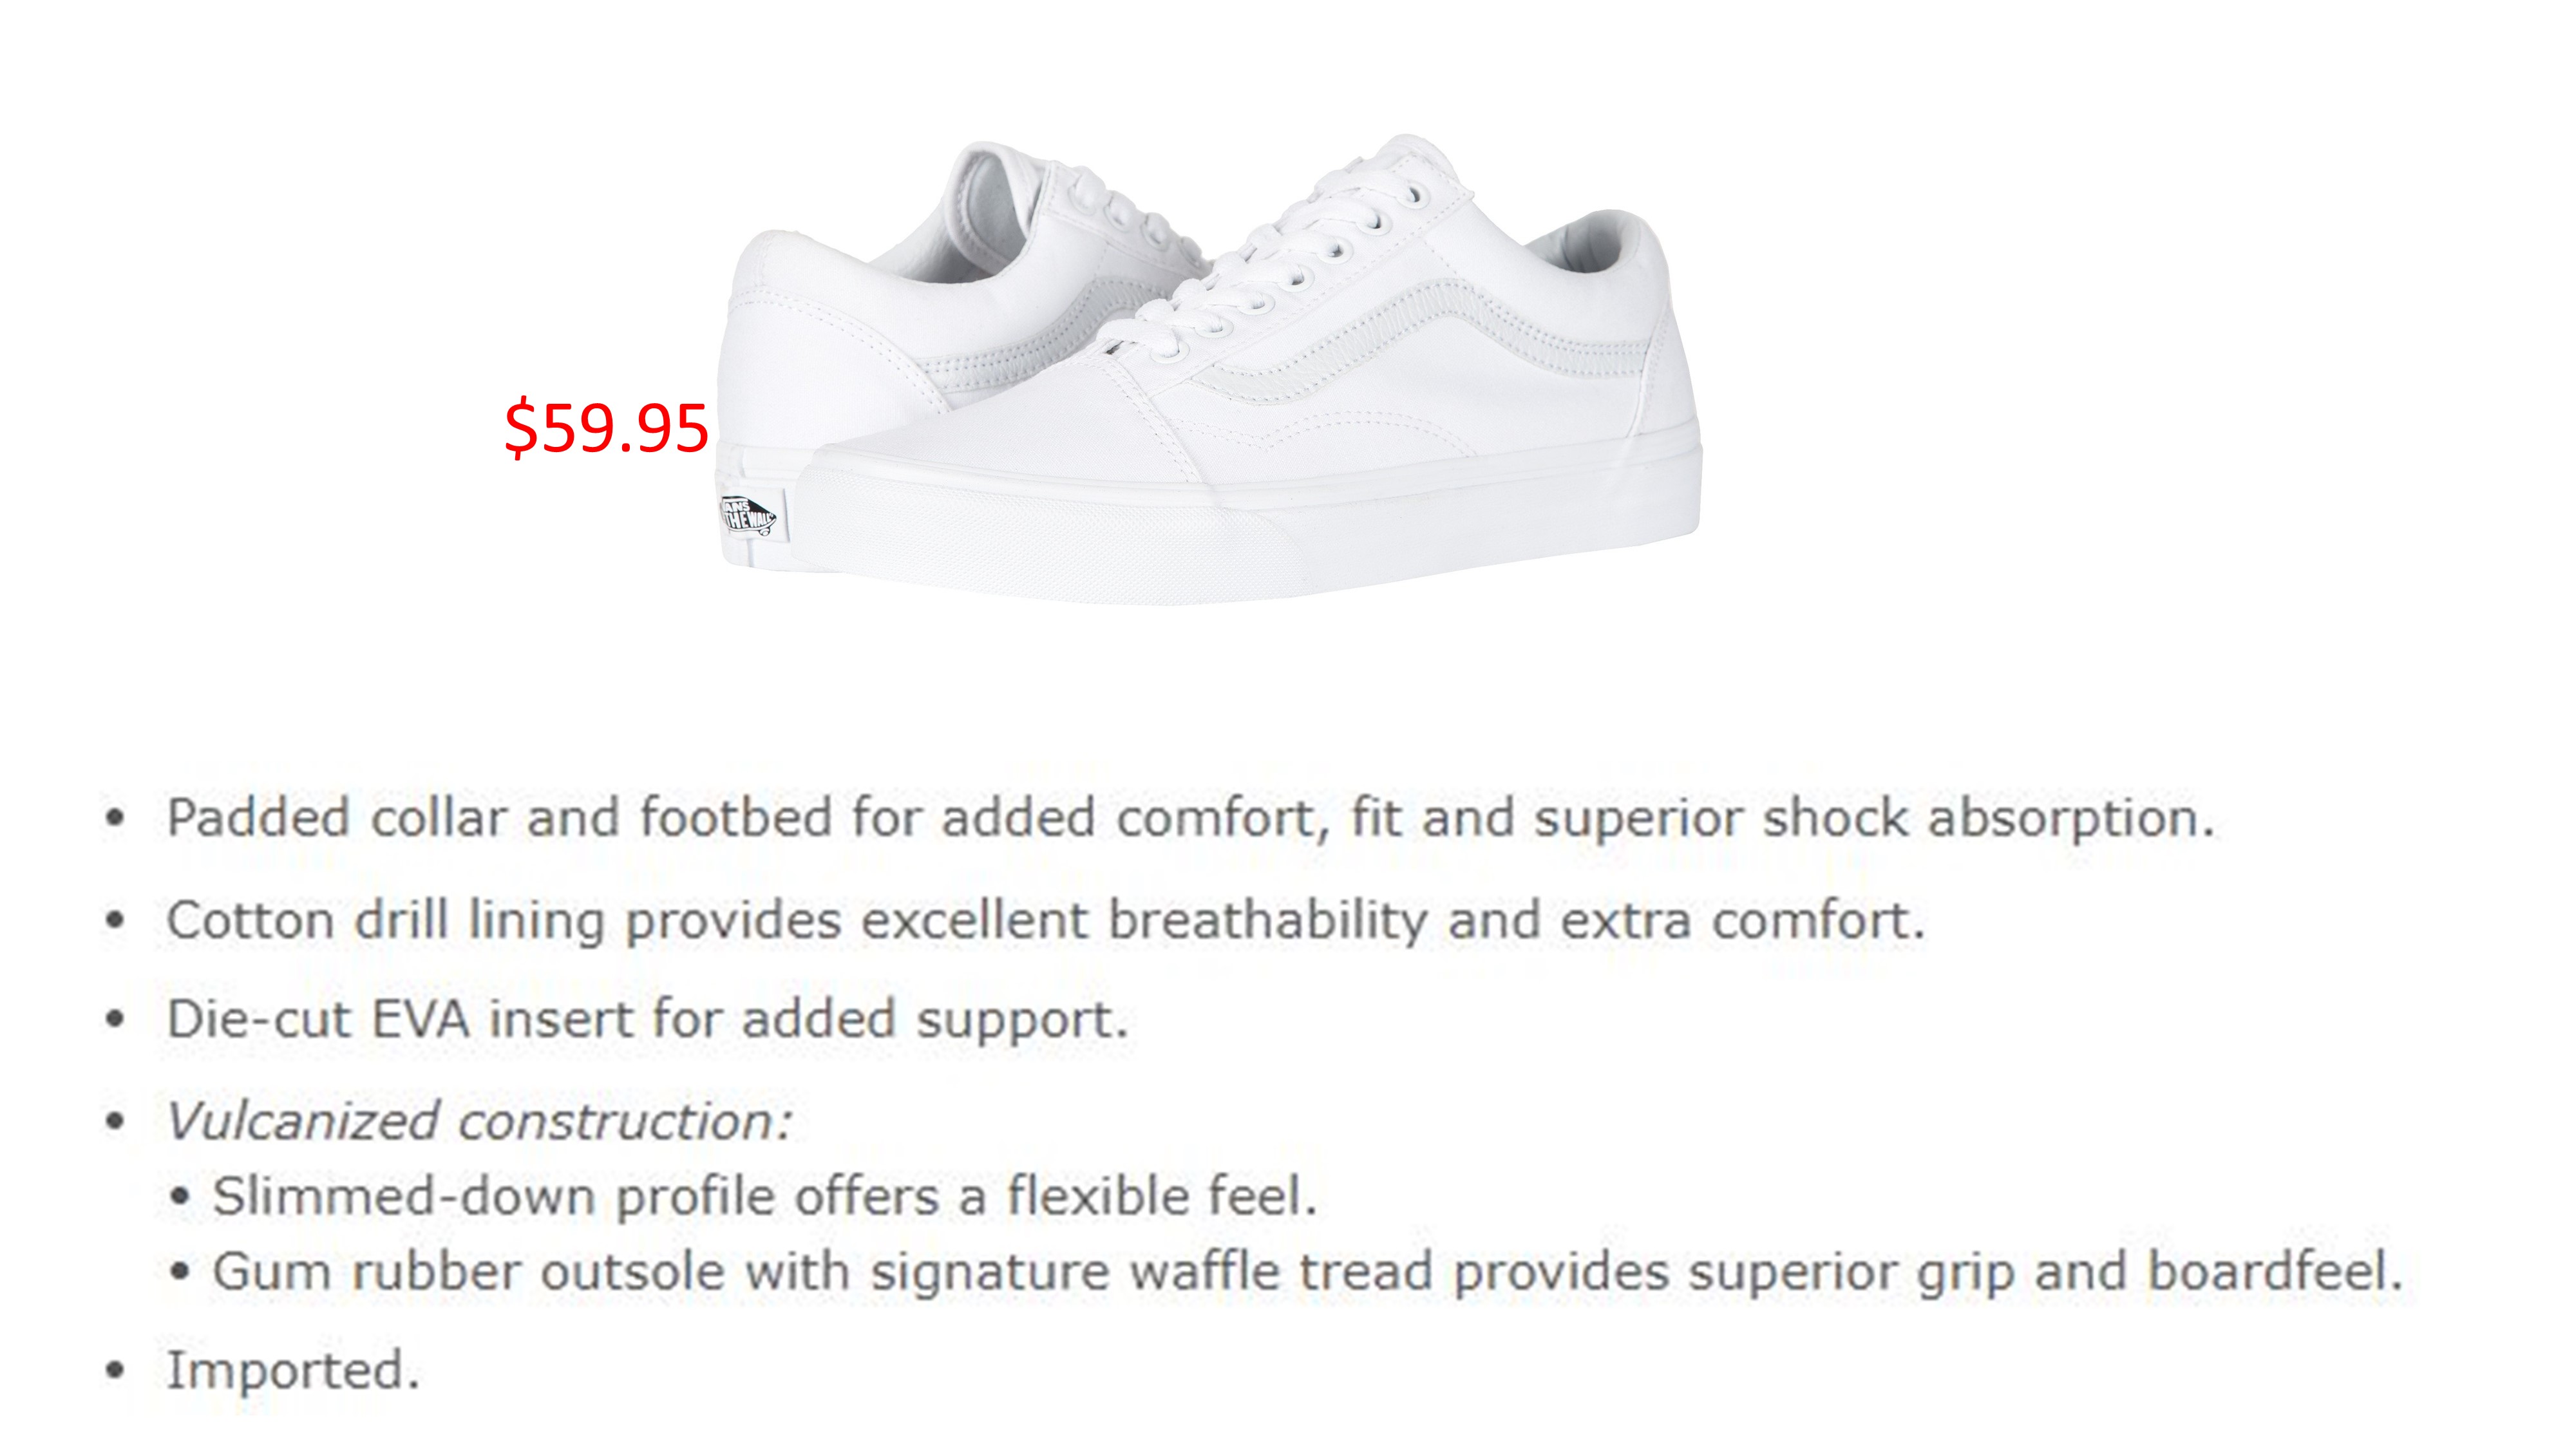 $59.95
VANS
THE WALL
• Padded collar and footbed for added comfort, fit and superior shock absorption.
• Cotton drill lining provides excellent breathability and extra comfort.
• Die-cut EVA insert for added support.
• Vulcanized construction:
• Slimmed-down profile offers a flexible feel.
• Gum rubber outsole with signature waffle tread provides superior grip and boardfeel.
• Imported.